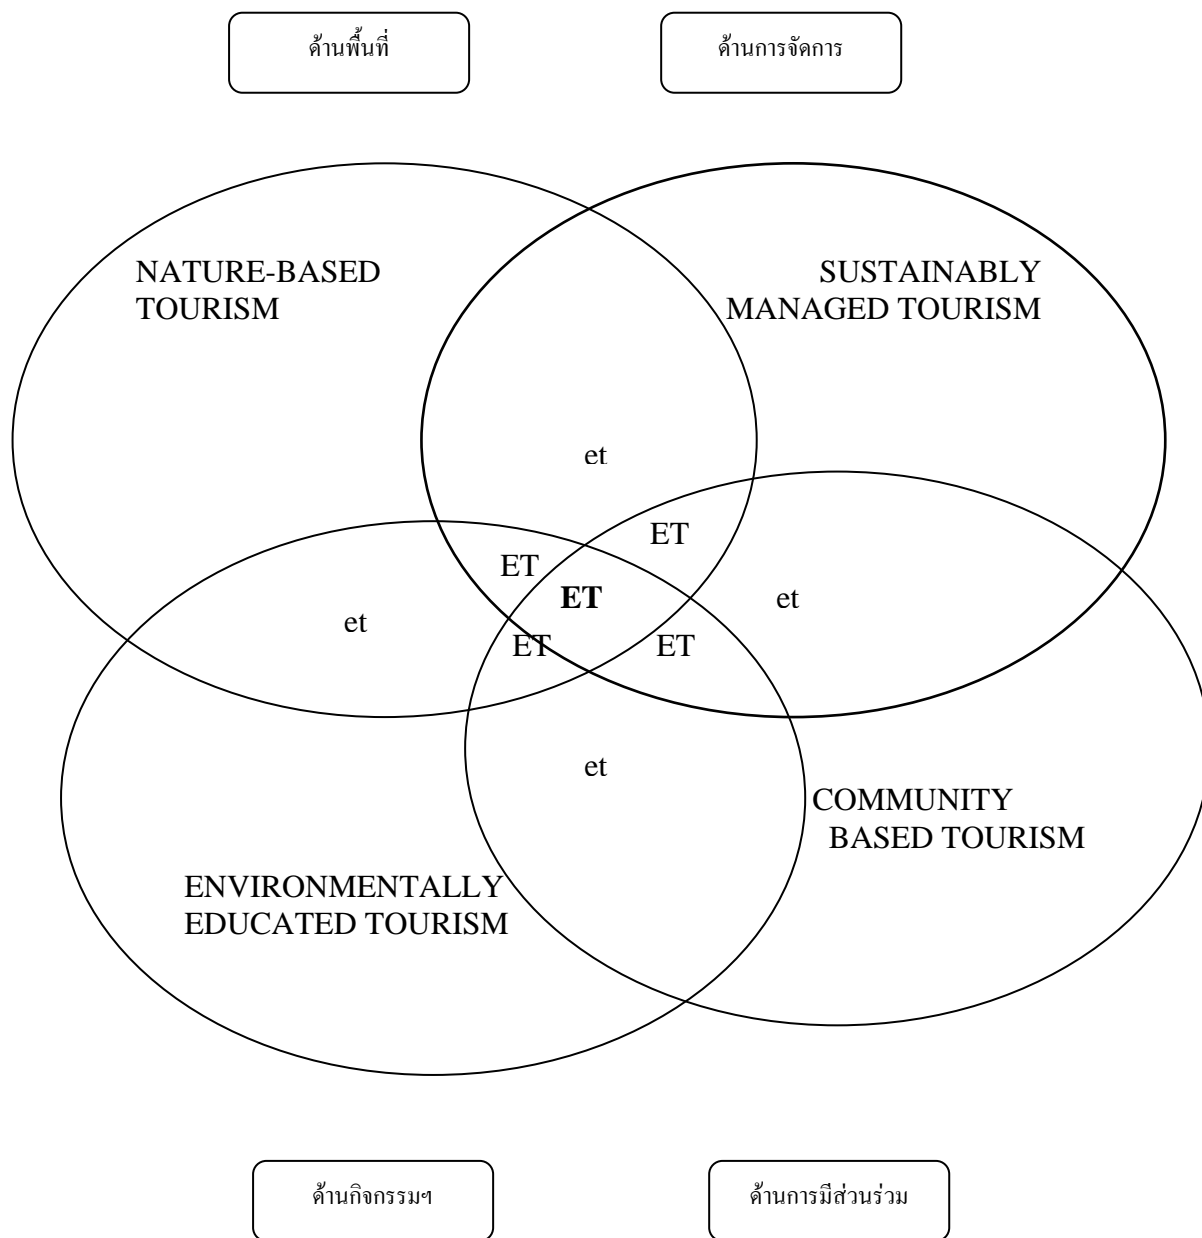 ด้านพื้นที่
ด้านการจัดการ
NATURE-BASED
TOURISM
SUSTAINABLY
MANAGED TOURISM
et
ET
ET
ET
et
et
ET
ET
et
COMMUNITY
BASED TOURISM
ENVIRONMENTALLY
EDUCATED TOURISM
ด้านกิจกรรมฯ
ด้านการมีส่วนร่วม